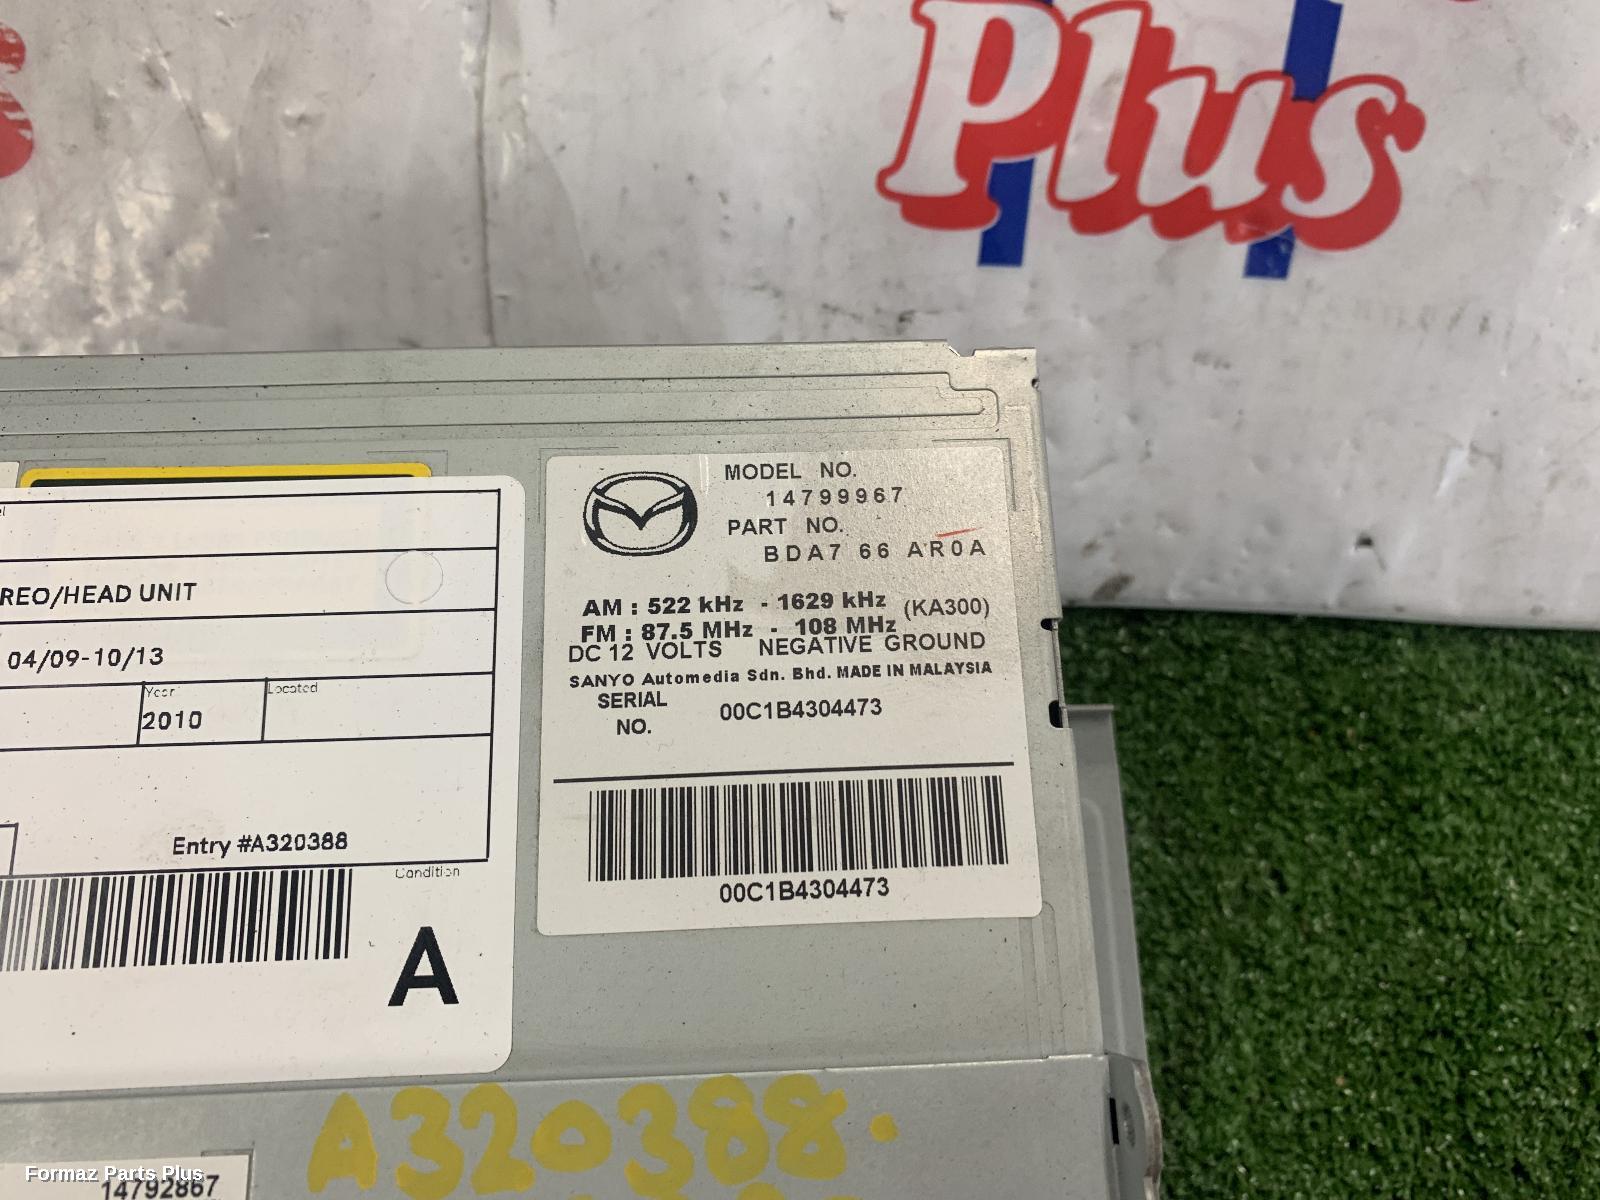 Plus
MODEL NO.
14799967
PART NO.
BDA7 66 AR0A
AM : 522 kHz - 1629 kHz (KA300)
FM : 87.5 MHz - 108 MHz
DC 12 VOLTS NEGATIVE GROUND
SANYO Automedia Sdn. Bhd. MADE IN MALAYSIA
SERIAL
NO. 00C1B4304473
00C1B4304473
REO/HEAD UNIT
04/09-10/13
Year
Located
2010
Entry #A320388
Condition
A
A320388.
14792867
Formaz Parts Plus